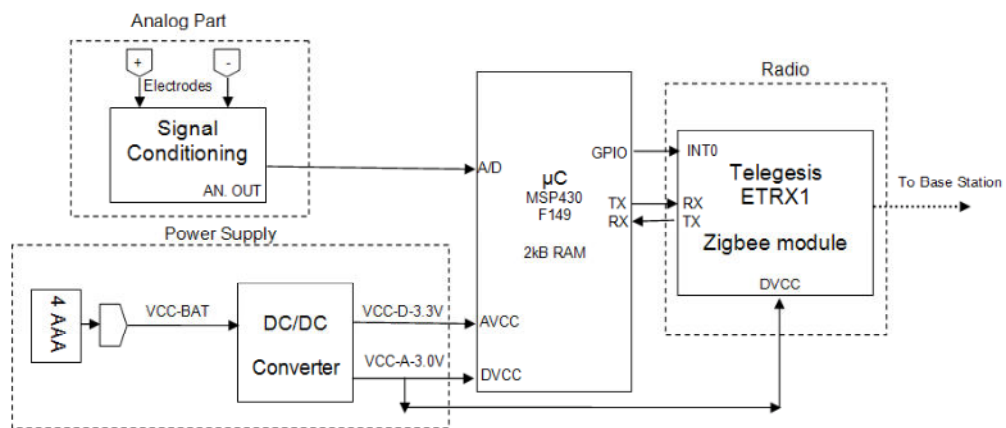 Analog Part
+
-
Electrodes
Signal
Conditioning
AN. OUT
Power Supply
4 AAA
VCC-BAT
DC/DC
Converter
VCC-D-3.3V
VCC-A-3.0V
A/D
µC
MSP430
F149
2kB RAM
GPIO
TX
RX
AVCC
DVCC
Radio
INT0
Telegesis
ETRX1
RX
TX
Zigbee module
DVCC
To Base Station